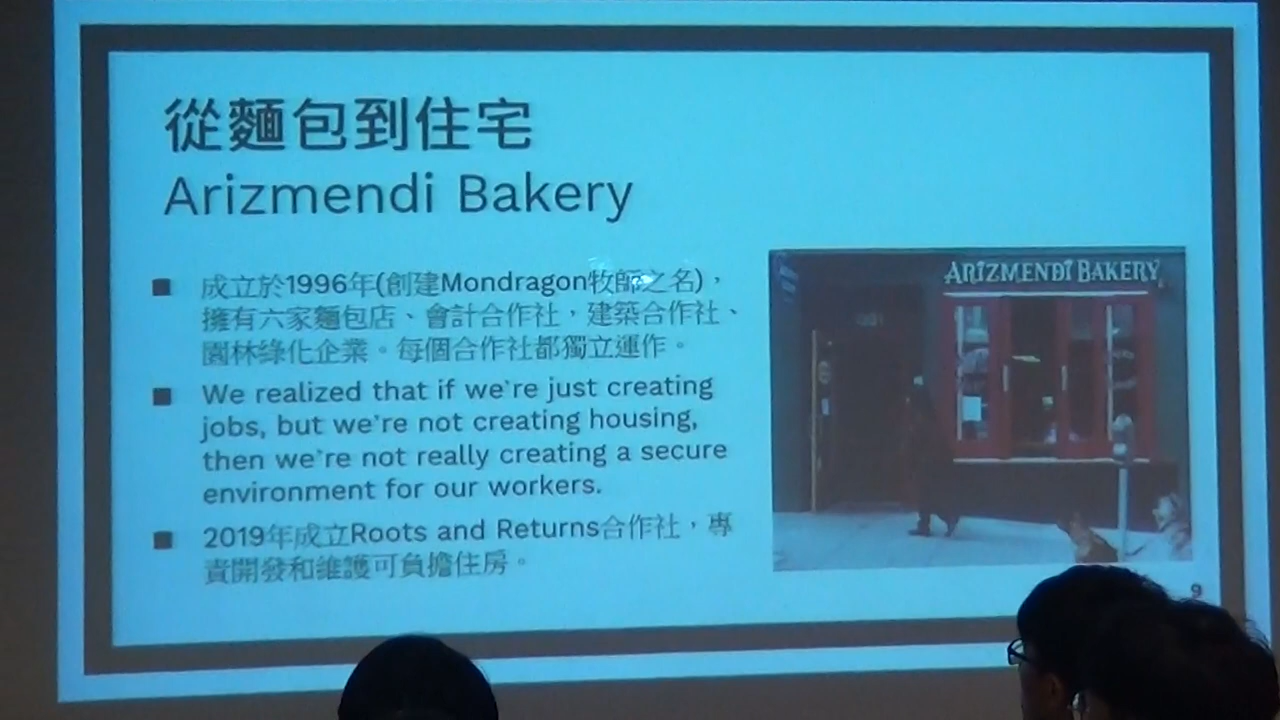 從麵包到住宅
Arizmendi Bakery
■ 成立於1996年(創建Mondragon牧師之名)，
擁有六家麵包店、會計合作社，建築合作社、
園林綠化企業。每個合作社都獨立運作。
■ We realized that if we're just creating
jobs, but we're not creating housing,
then we're not really creating a secure
environment for our workers.
■ 2019年成立Roots and Returns合作社，專
責開發和維護可負擔住房。
ARIZMENDI BAKERY
9